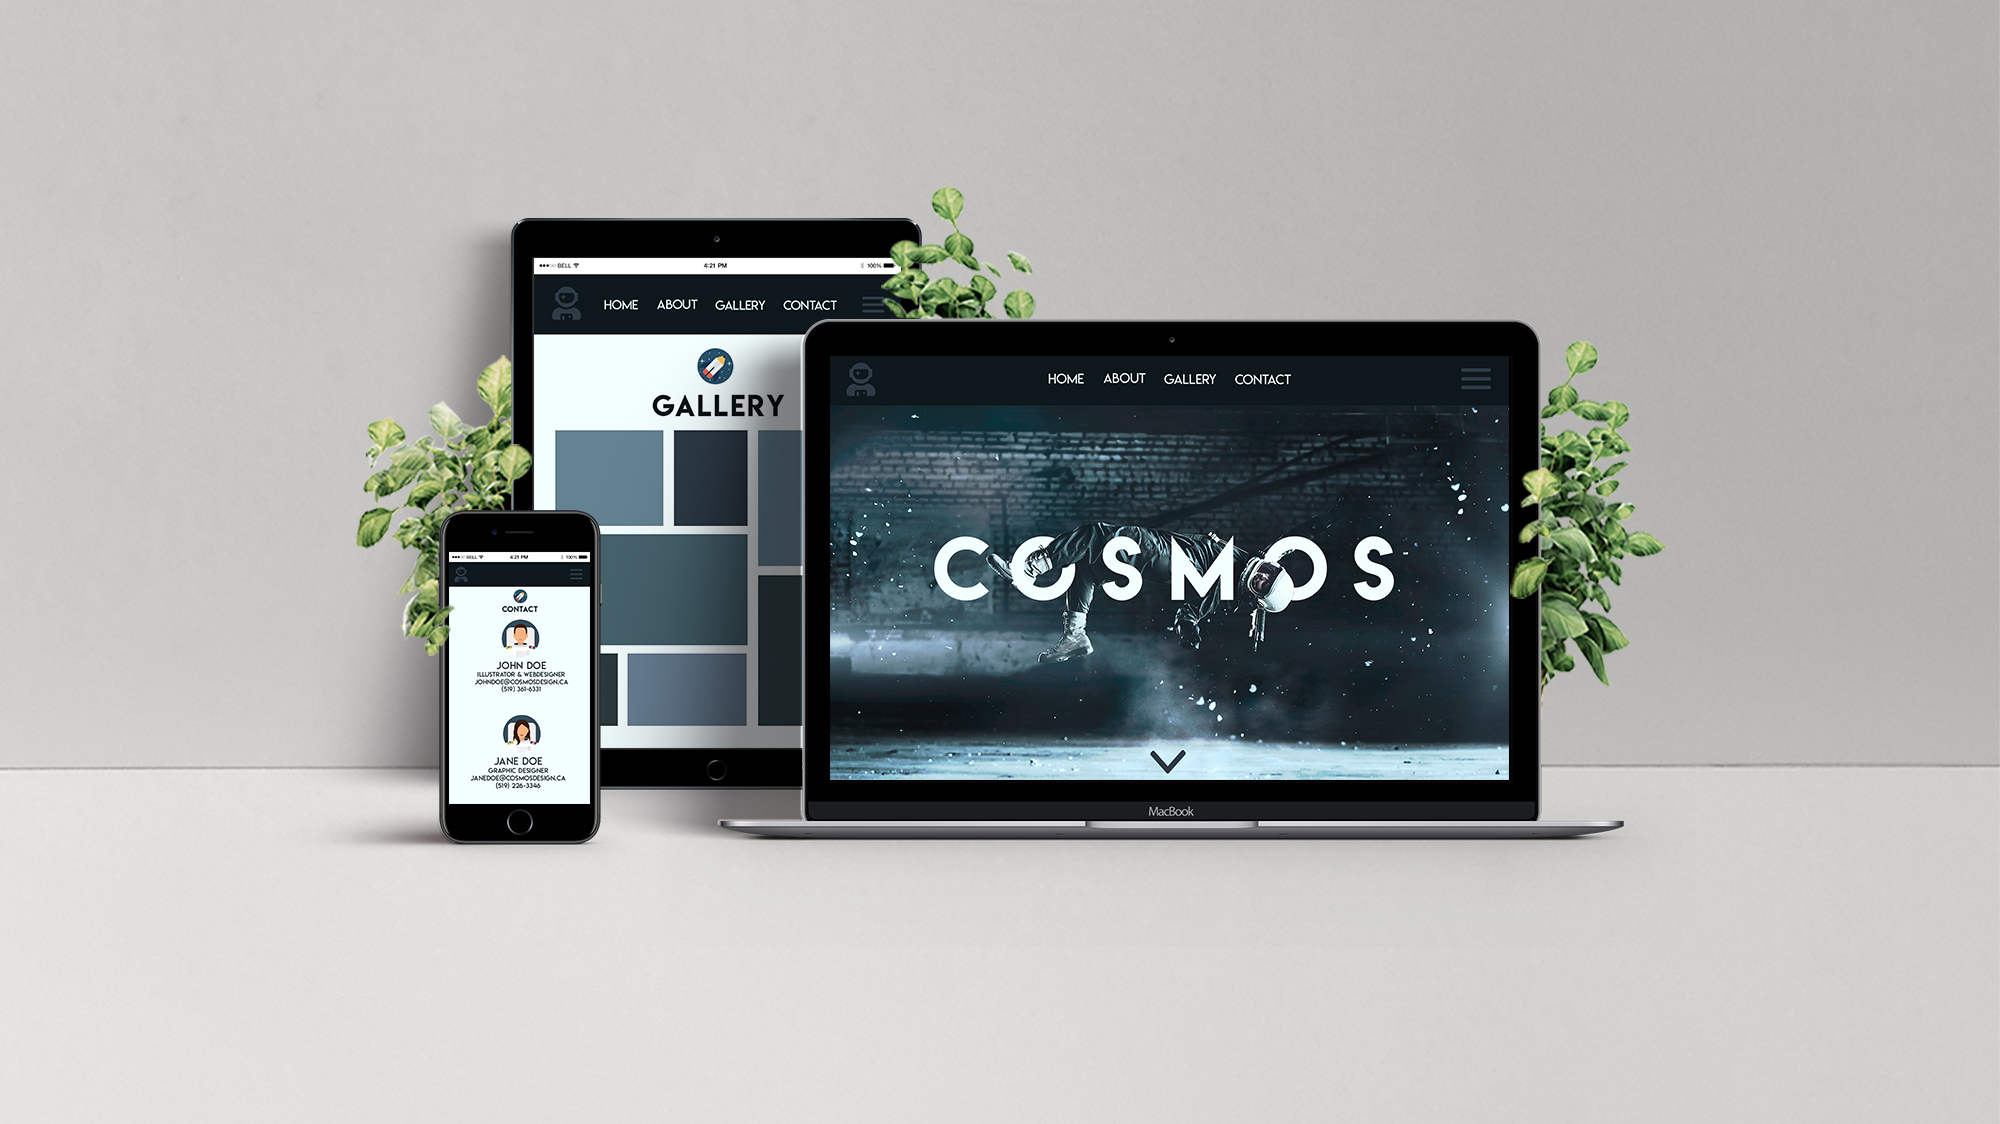 BELL 4:21 PM 100%
HOME ABOUT GALLERY CONTACT
GALLERY
HOME ABOUT GALLERY CONTACT
COSMOS
MacBook
BELL 4:21 PM 100%
CONTACT
JOHN DOE
ILLUSTRATOR & WEBDESIGNER
JOHNDOE@COSMOSDESIGN.CA
(519) 361-6331
JANE DOE
GRAPHIC DESIGNER
JANEDOE@COSMOSDESIGN.CA
(519) 226-3346